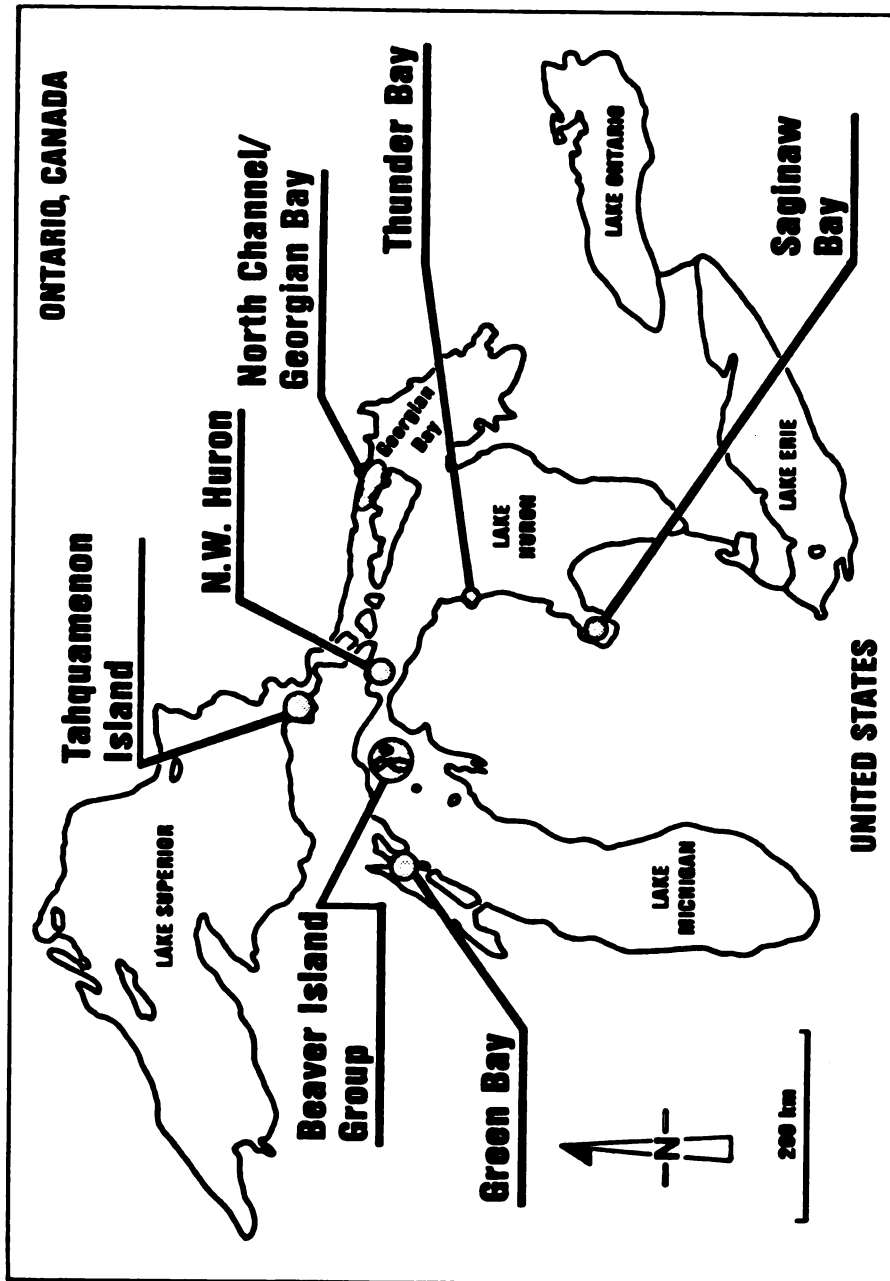 ONTARIO, CANADA
Tahquamenon
Island
N.W. Huron
North Channel/
Georgian Bay
Thunder Bay
LAKE SUPERIOR
Georgian
Bay
Beaver Island
Group
LAKE
HURON
LAKE ONTARIO
Green Bay
LAKE
MICHIGAN
LAKE ERIE
Saginaw
Bay
N
200 km
UNITED STATES